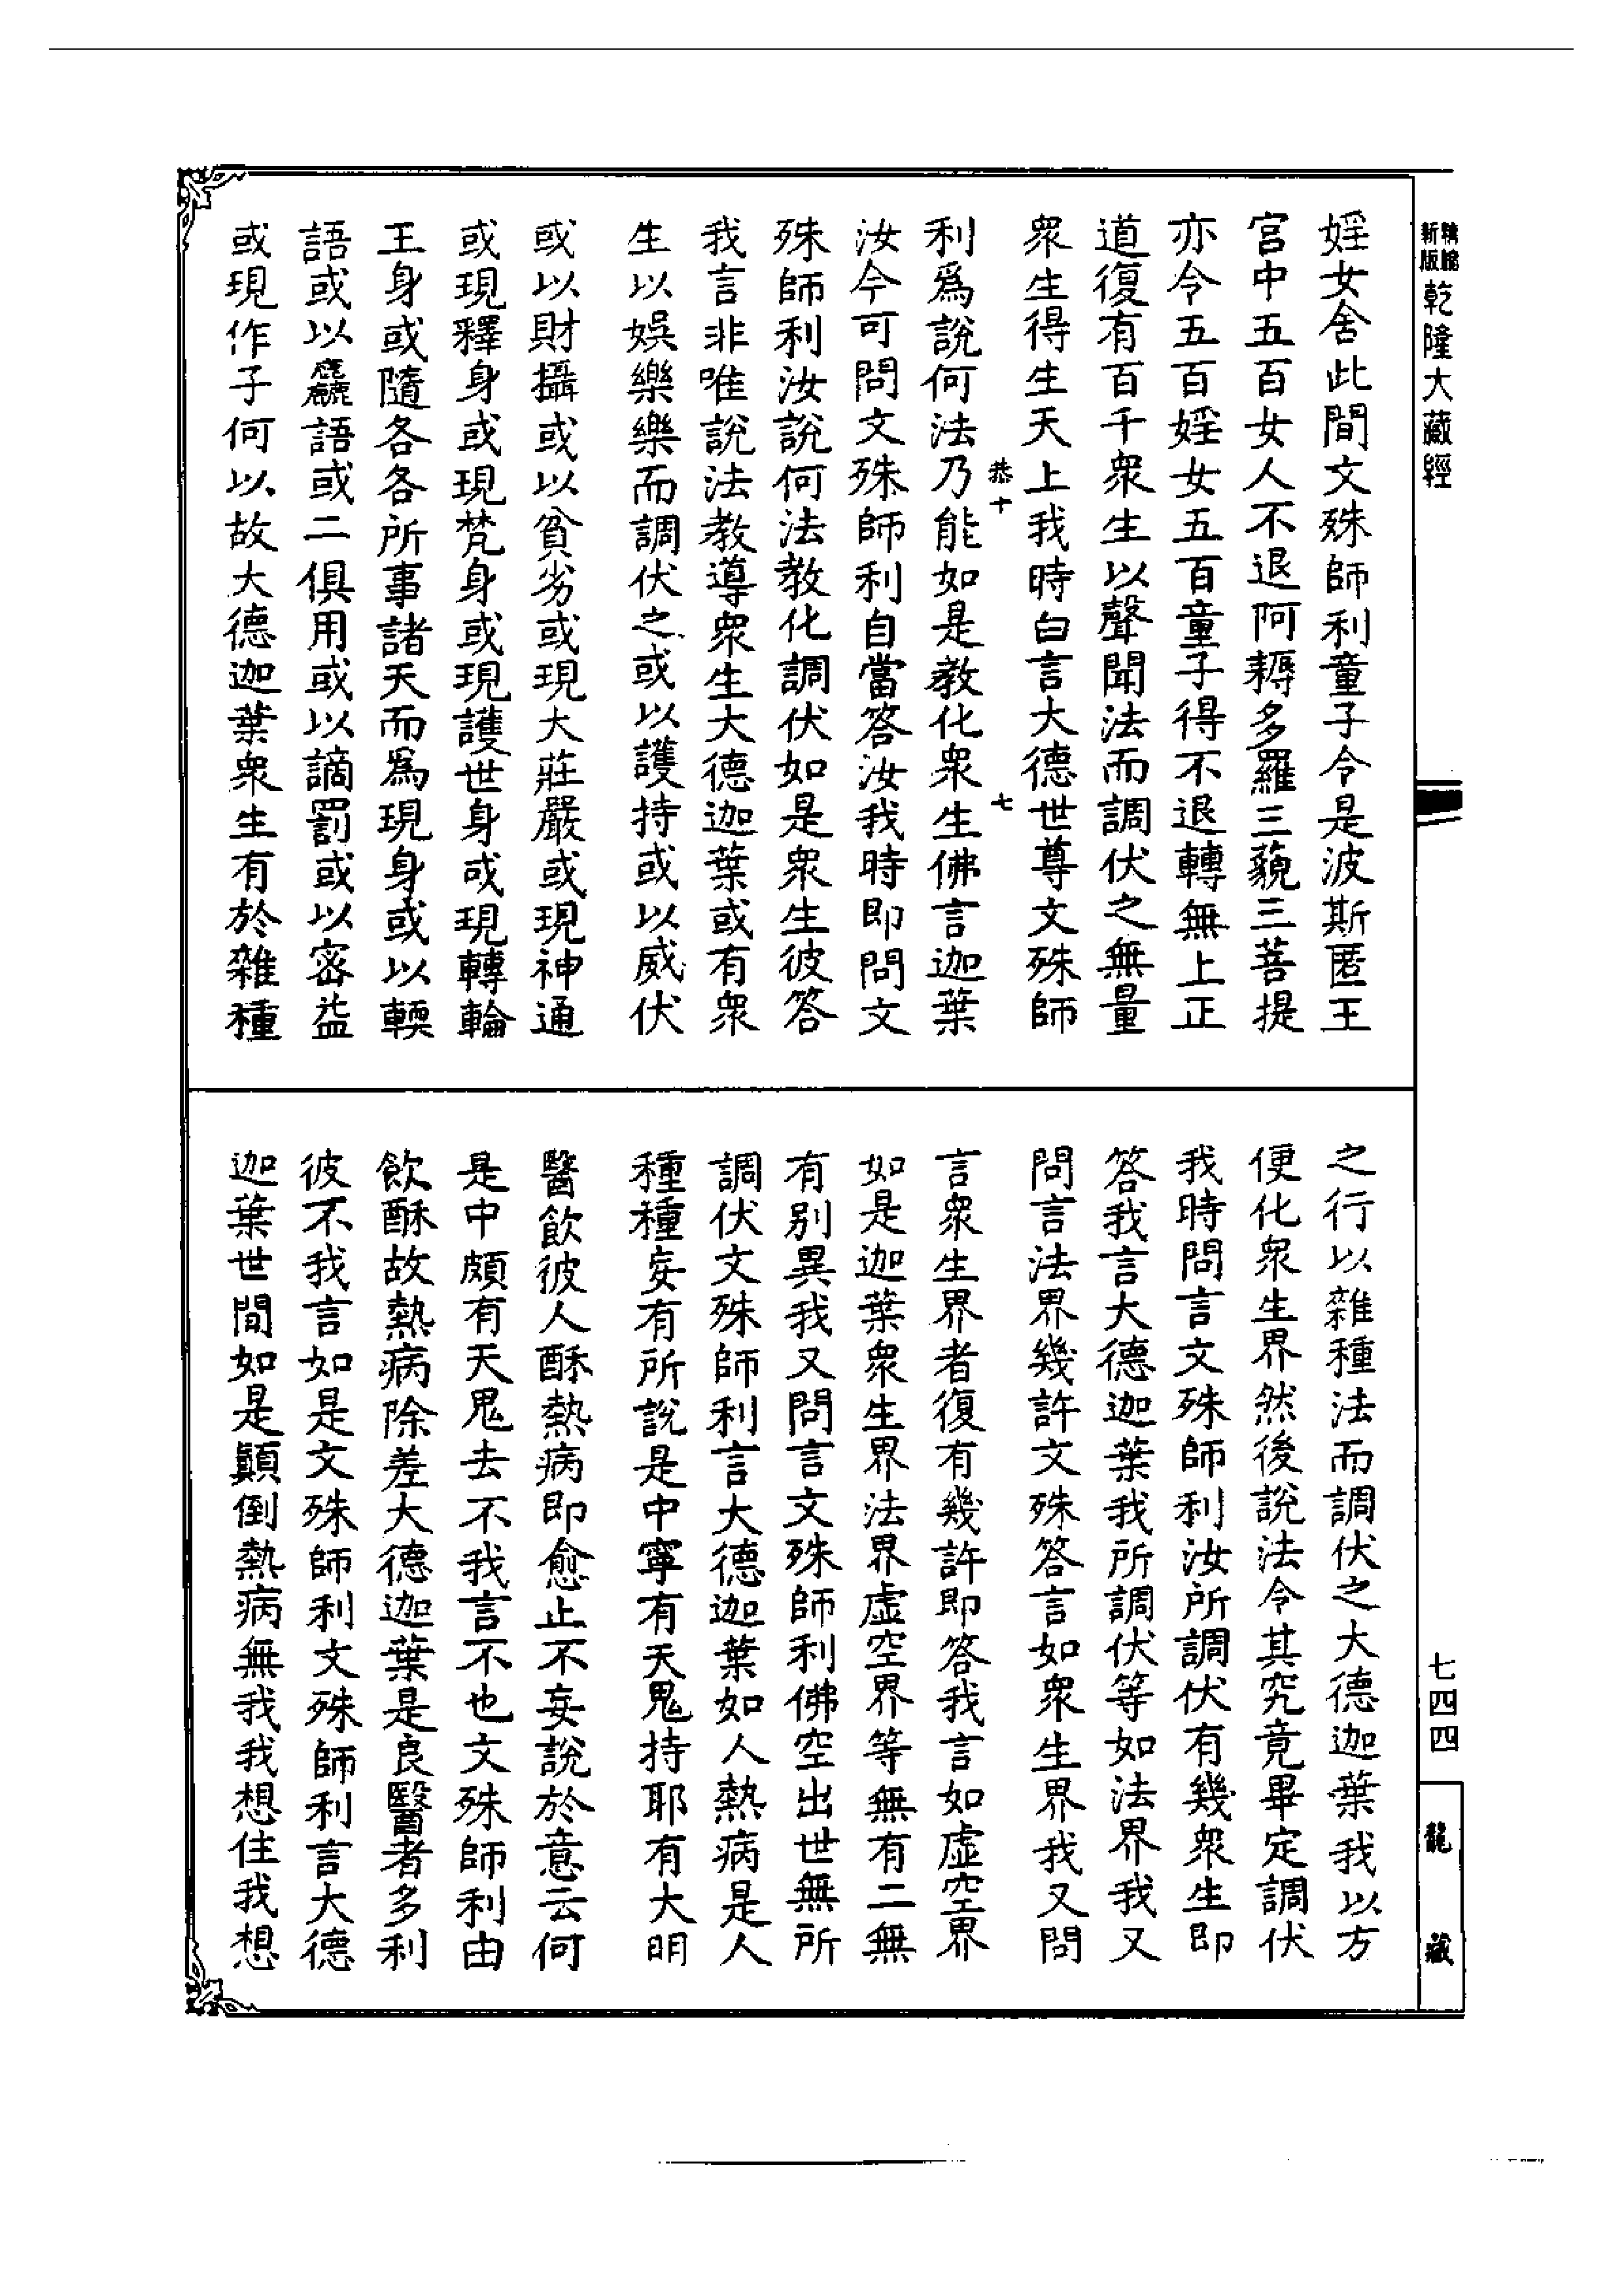 精縮新版乾隆大藏經
婬女舍此間文殊師利童子令是波斯匿王
宮中五百女人不退阿耨多羅三藐三菩提
亦令五百婬女五百童子得不退轉無上正
道復有百千衆生以聲聞法而調伏之無量
衆生得生天上我時白言大德世尊文殊師
恭十 七
利爲說何法乃能如是教化衆生佛言迦葉
汝今可問文殊師利自當答汝我時即問文
殊師利汝說何法教化調伏如是衆生彼答
我言非唯說法教導衆生大德迦葉或有衆
生以娛樂樂而調伏之或以護持或以威伏
或以財攝或以貧劣或現大莊嚴或現神通
或現釋身或現梵身或現護世身或現轉輪
王身或隨各各所事諸天而爲現身或以輭
語或以麤語或二俱用或以謫罰或以密益
或現作子何以故大德迦葉衆生有於雜種
之行以雜種法而調伏之大德迦葉我以方
便化衆生界然後說法令其究竟畢定調伏
我時問言文殊師利汝所調伏有幾衆生即
答我言大德迦葉我所調伏等如法界我又
問言法界幾許文殊答言如衆生界我又問
言衆生界者復有幾許即答我言如虛空界
如是迦葉衆生界法界虛空界等無有二無
有別異我又問言文殊師利佛空出世無所
調伏文殊師利言大德迦葉如人熱病是人
種種妄有所說是中寧有天鬼持耶有大明
醫飲彼人酥熱病即愈止不妄說於意云何
是中頗有天鬼去不我言不也文殊師利由
飲酥故熱病除差大德迦葉是良醫者多利
彼不我言如是文殊師利文殊師利言大德
迦葉世間如是顚倒熱病無我我想住我想
七四四
龍藏